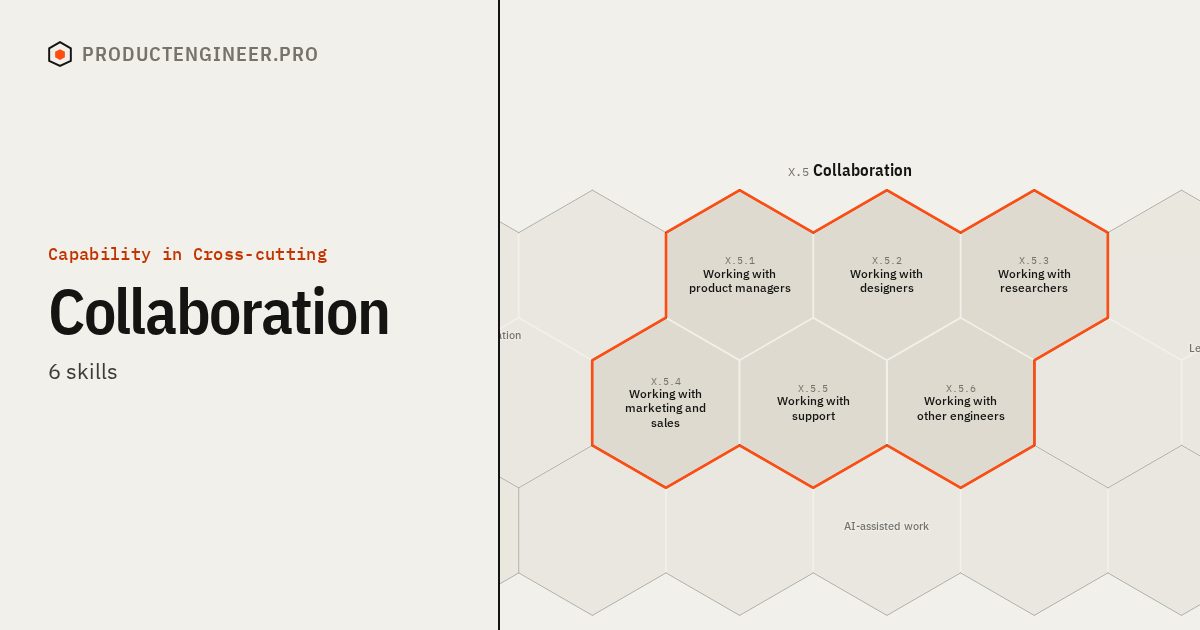 PRODUCTENGINEER.PRO
Capability in Cross-cutting
Collaboration
6 skills
X.5 Collaboration
X.5.1
Working with
product managers
X.5.2
Working with
designers
X.5.3
Working with
researchers
ation
Le
X.5.4
Working with
marketing and
sales
X.5.5
Working with
support
X.5.6
Working with
other engineers
AI-assisted work